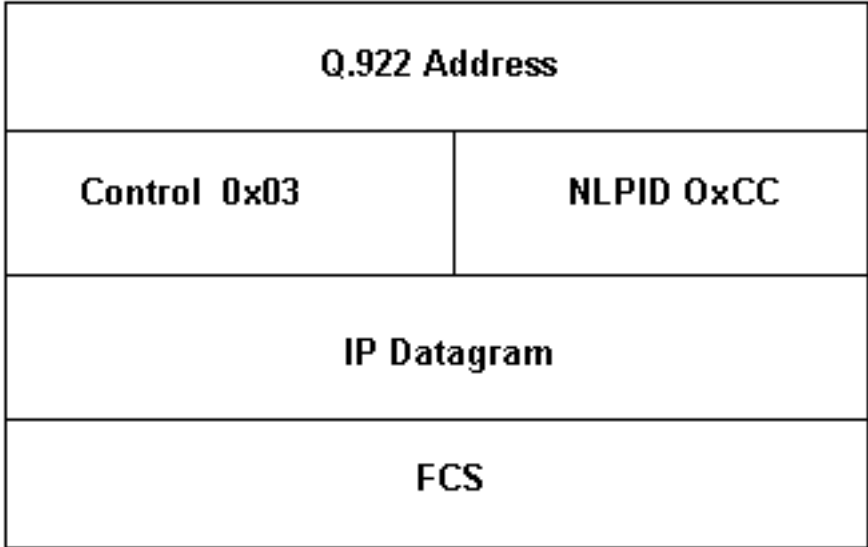 Q.922 Address
Control 0x03
NLPID OxCC
IP Datagram
FCS